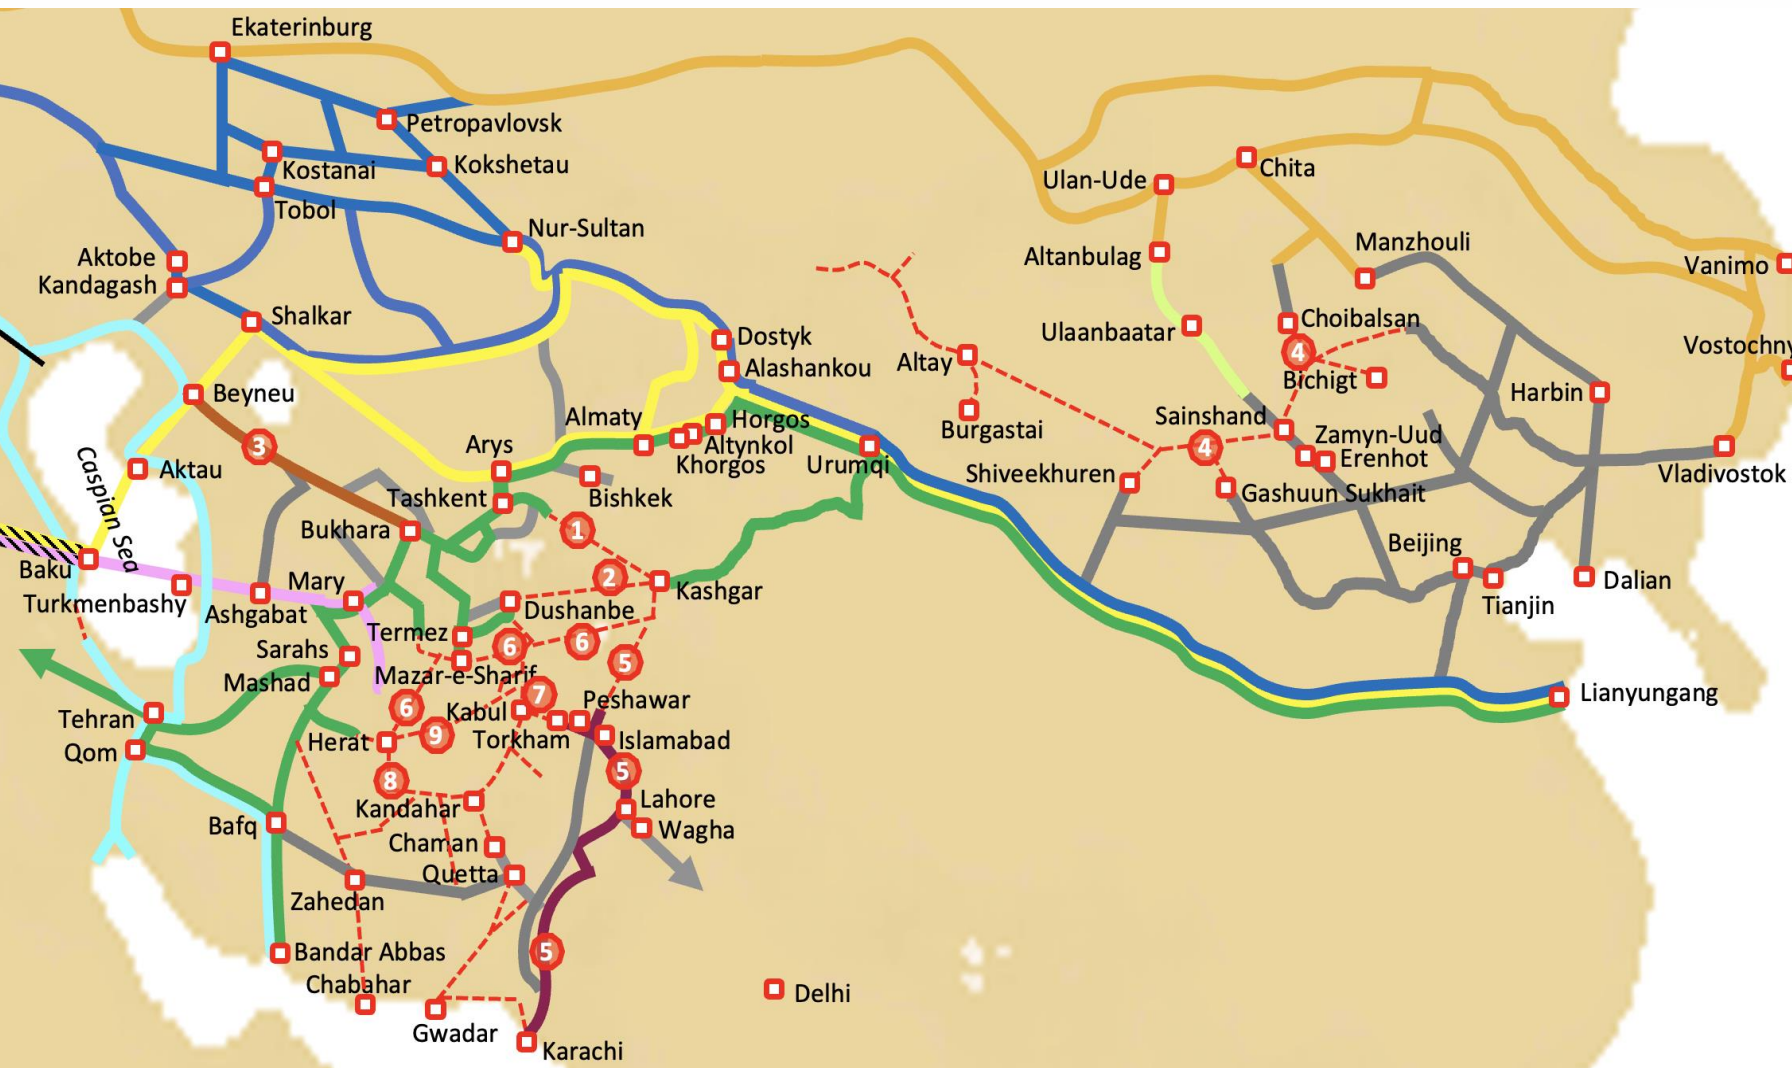 Ekaterinburg
Petropavlovsk
Kostanai
Kokshetau
Tobol
Nur-Sultan
Aktobe
Kandagash
Shalkar
Beyneu
3
Aktau
Caspian Sea
Baku
Turkmenbashy
Ashgabat
Mary
Bukhara
Tashkent
Arys
Almaty
Bishkek
Khorgos
Altynkol
Horgos
Dostyk
Alashankou
Urumqi
1
2
Kashgar
Dushanbe
Termez
6
6
5
Mazar-e-Sharif
Sarahs
Mashad
Tehran
Qom
6
7
Kabul
Peshawar
Torkham
Islamabad
Herat
9
8
5
Kandahar
Lahore
Wagha
Chaman
Quetta
Bafq
Zahedan
Bandar Abbas
Chabahar
5
Gwadar
Karachi
Delhi
Ulan-Ude
Chita
Altanbulag
Manzhouli
Vanimo
Ulaanbaatar
Choibalsan
4
Bichigt
Vostochny
Altay
Burgastai
Sainshand
Harbin
4
Zamyn-Uud
Erenhot
Shiveekhuren
Gashuun Sukhait
Vladivostok
Beijing
Tianjin
Dalian
Lianyungang